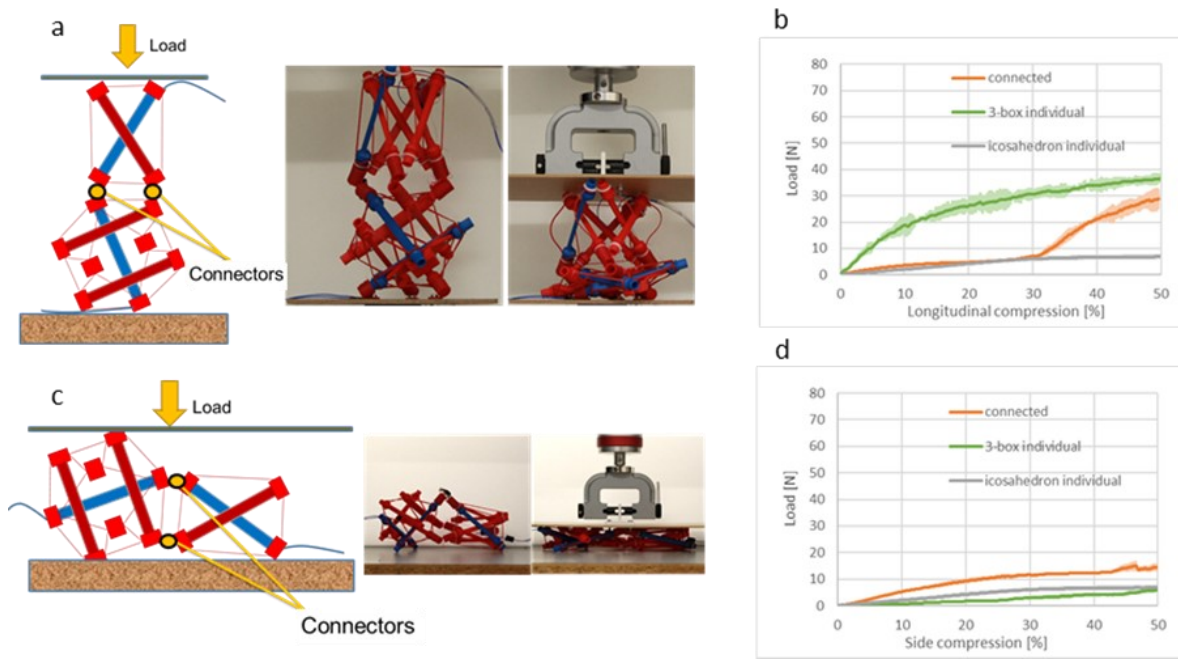 a
Load
Connectors
b
80
70
60
50
40
30
20
10
0
Load [N]
connected
3-box individual
icosahedron individual
0 10 20 30 40 50
Longitudinal compression [%]
c
Load
Connectors
d
80
70
60
50
40
30
20
10
0
Load [N]
connected
3-box individual
icosahedron individual
0 10 20 30 40 50
Side compression [%]